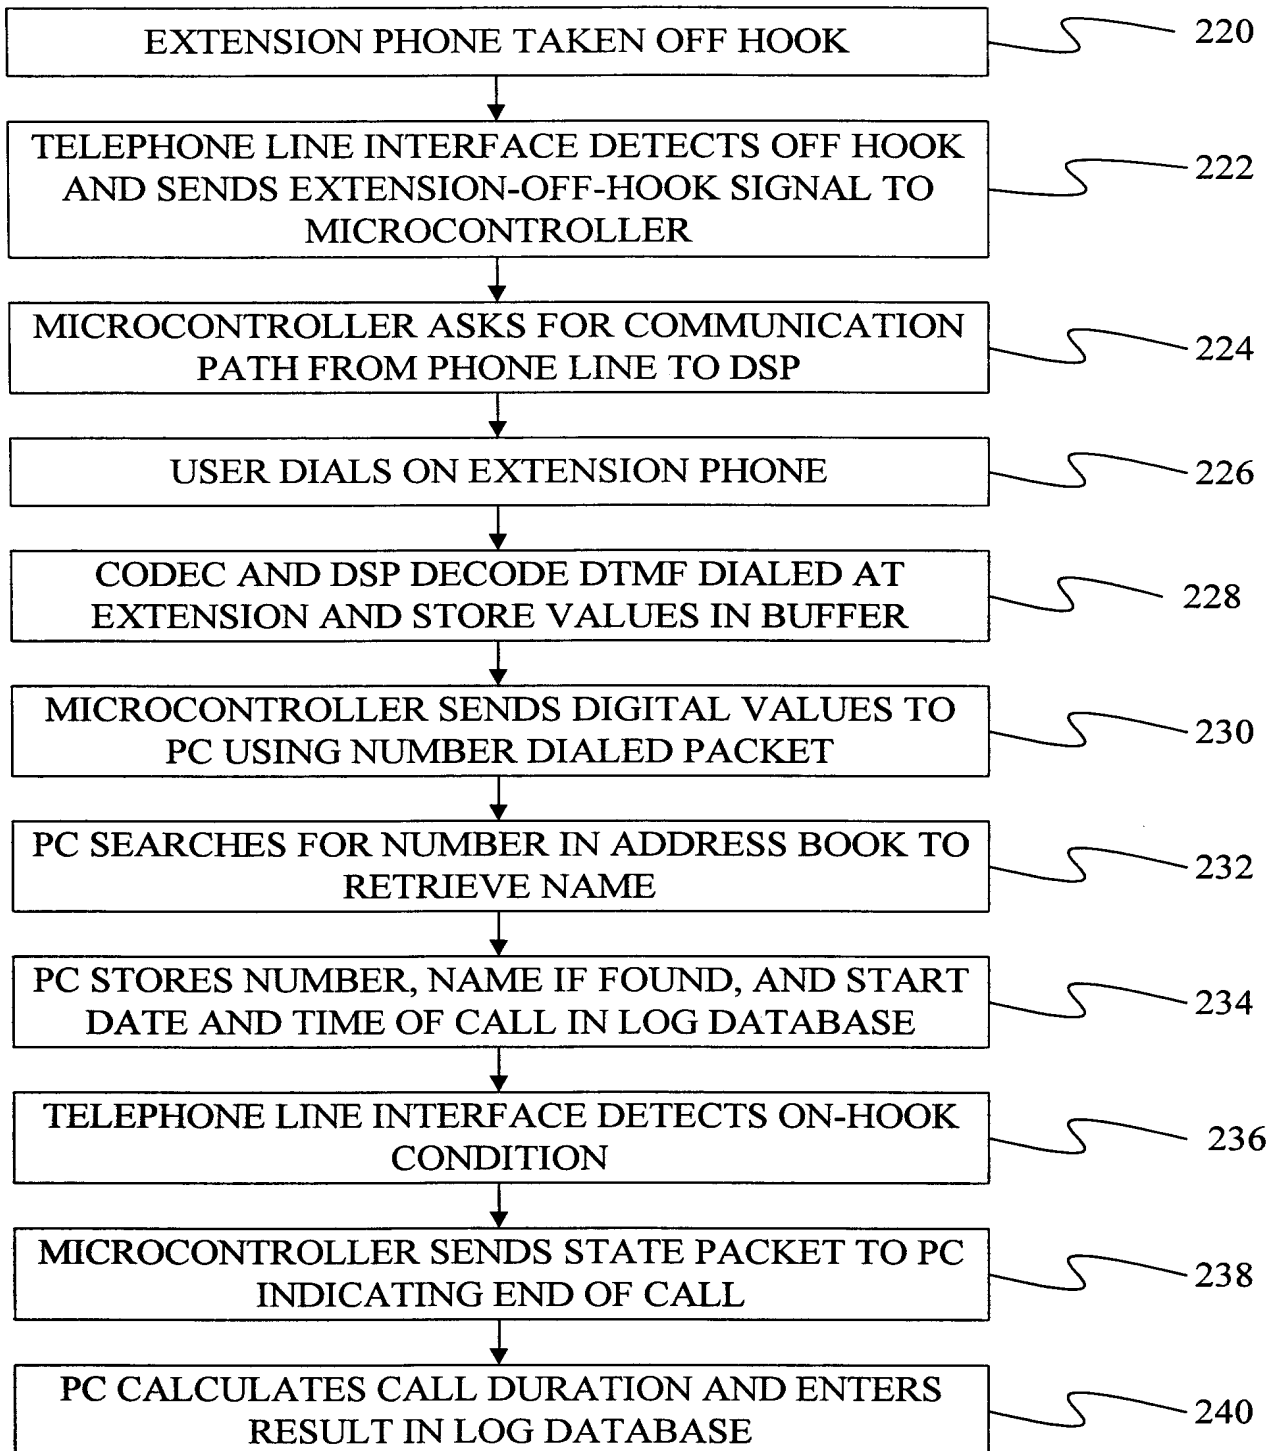 EXTENSION PHONE TAKEN OFF HOOK
220
TELEPHONE LINE INTERFACE DETECTS OFF HOOK
AND SENDS EXTENSION-OFF-HOOK SIGNAL TO
MICROCONTROLLER
222
MICROCONTROLLER ASKS FOR COMMUNICATION
PATH FROM PHONE LINE TO DSP
224
USER DIALS ON EXTENSION PHONE
226
CODEC AND DSP DECODE DTMF DIALED AT
EXTENSION AND STORE VALUES IN BUFFER
228
MICROCONTROLLER SENDS DIGITAL VALUES TO
PC USING NUMBER DIALED PACKET
230
PC SEARCHES FOR NUMBER IN ADDRESS BOOK TO
RETRIEVE NAME
232
PC STORES NUMBER, NAME IF FOUND, AND START
DATE AND TIME OF CALL IN LOG DATABASE
234
TELEPHONE LINE INTERFACE DETECTS ON-HOOK
CONDITION
236
MICROCONTROLLER SENDS STATE PACKET TO PC
INDICATING END OF CALL
238
PC CALCULATES CALL DURATION AND ENTERS
RESULT IN LOG DATABASE
240